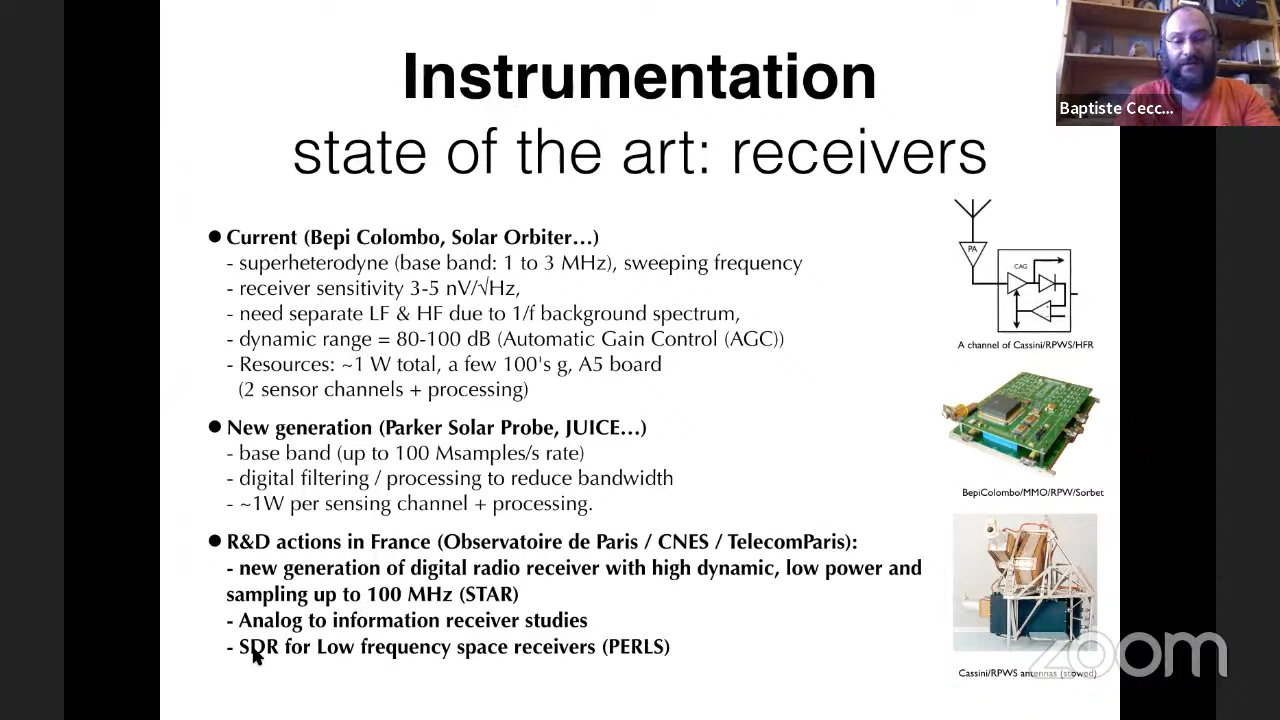 Instrumentation
state of the art: receivers
Baptiste Cecc...
● Current (Bepi Colombo, Solar Orbiter…)
- superheterodyne (base band: 1 to 3 MHz), sweeping frequency
- receiver sensitivity 3-5 nV/√Hz,
- need separate LF & HF due to 1/f background spectrum,
- dynamic range = 80-100 dB (Automatic Gain Control (AGC))
- Resources: ~1 W total, a few 100's g, A5 board
(2 sensor channels + processing)
● New generation (Parker Solar Probe, JUICE…)
- base band (up to 100 Msamples/s rate)
- digital filtering / processing to reduce bandwidth
- ~1W per sensing channel + processing.
● R&D actions in France (Observatoire de Paris / CNES / TelecomParis):
- new generation of digital radio receiver with high dynamic, low power and
sampling up to 100 MHz (STAR)
- Analog to information receiver studies
- SDR for Low frequency space receivers (PERLS)
PA
CAG
A channel of Cassini/RPWS/HFR
BepiColombo/MMO/RPW/Sorbet
Cassini/RPWS antennas (stowed)
zoom